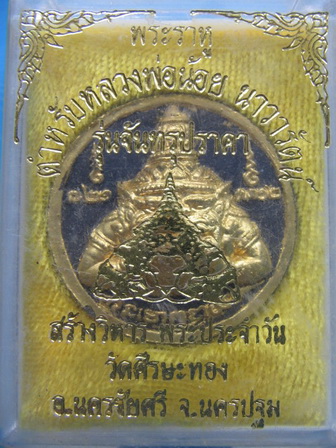 พระราหู
ตำหรับหลวงพ่อน้อย นาวารัตน์
รุ่นจันทรุปราคา
สร้างวิหาร พระประจำวัน
วัดศีรษะทอง
อ.นครชัยศรี จ.นครปฐม